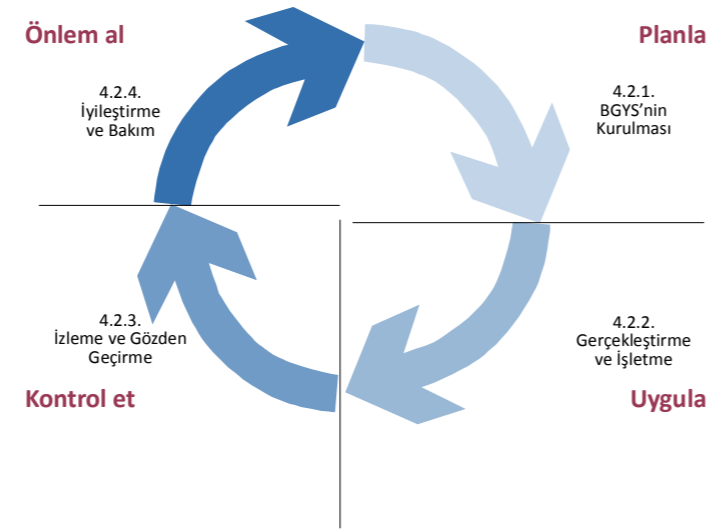 Önlem al
Planla
4.2.4.
İyileştirme
ve Bakım
4.2.1.
BGYS’nin
Kurulması
4.2.3.
İzleme ve Gözden
Geçirme
4.2.2.
Gerçekleştirme
ve İşletme
Kontrol et
Uygula